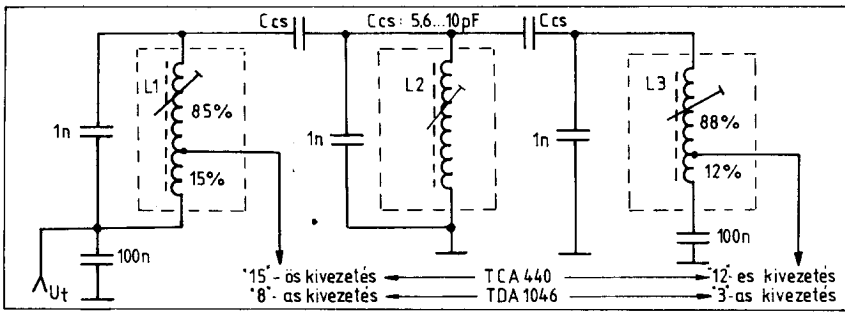 Ccs Ccs: 5,6...10pF Ccs
L1 L2 L3
85% 88%
1n 1n 1n
15% 12%
100n 100n
Ut
"15"-ös kivezetés TCA 440 "12"-es kivezetés
"8"-as kivezetés TDA 1046 "3"-as kivezetés